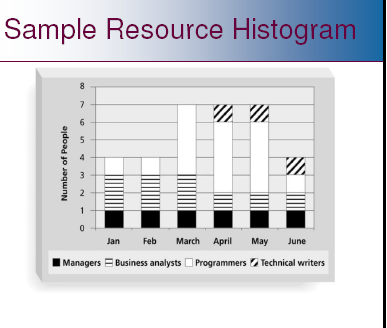 Sample Resource Histogram
8
7
6
5
4
3
2
1
0
Number of People
Jan Feb March April May June
Managers Business analysts Programmers Technical writers